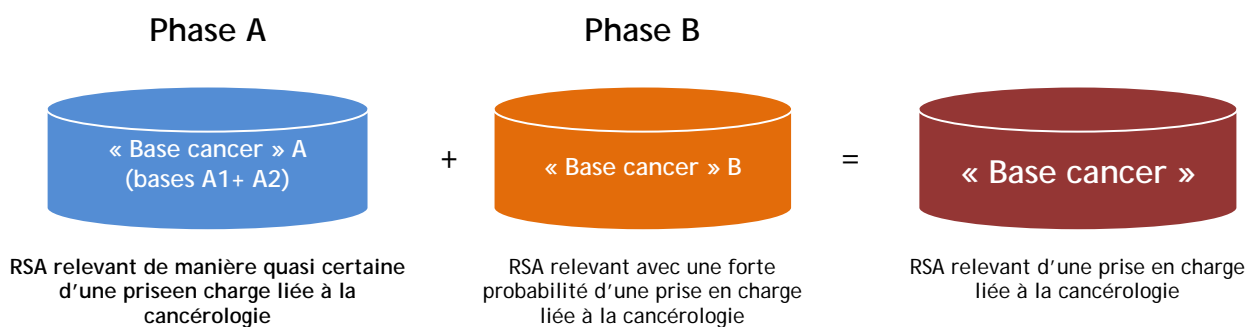 Phase A
Phase B
« Base cancer » A
(bases A1+ A2)
+
« Base cancer » B
=
« Base cancer »
RSA relevant de manière quasi certaine
d’une priseen charge liée à la
cancérologie
RSA relevant avec une forte
probabilité d’une prise en charge
liée à la cancérologie
RSA relevant d’une prise en charge
liée à la cancérologie